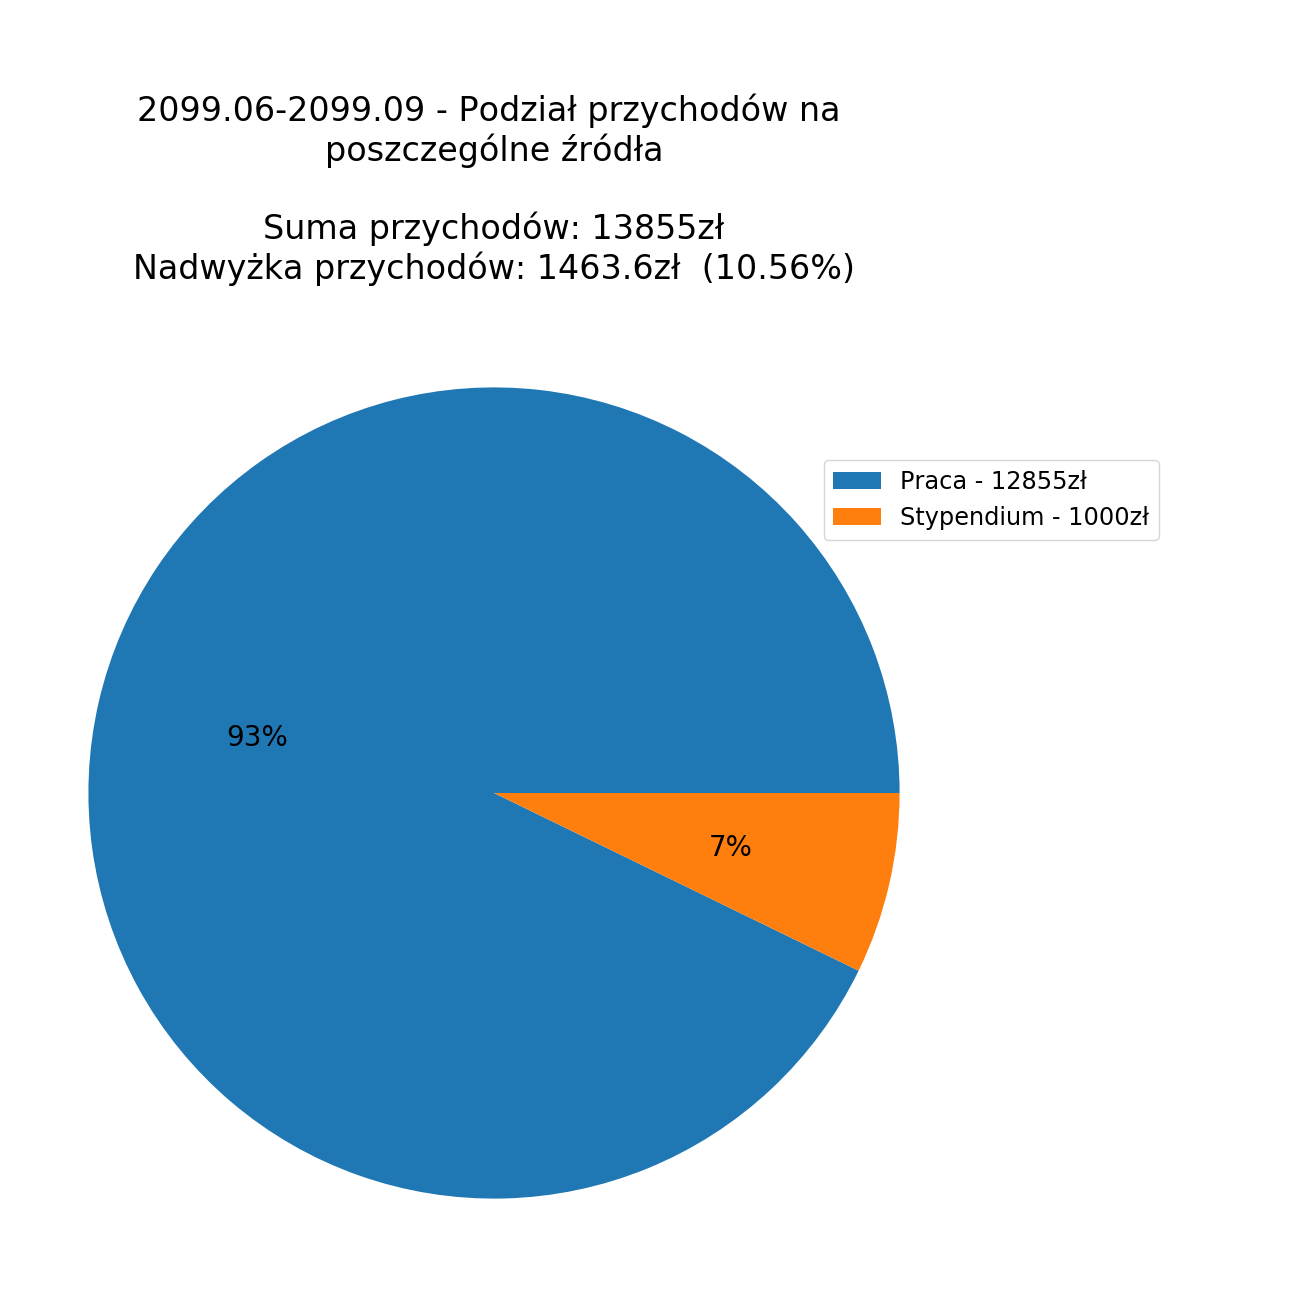 2099.06-2099.09 - Podział przychodów na
poszczególne źródła
Suma przychodów: 13855zł
Nadwyżka przychodów: 1463.6zł  (10.56%)
Praca - 12855zł
Stypendium - 1000zł
93%
7%